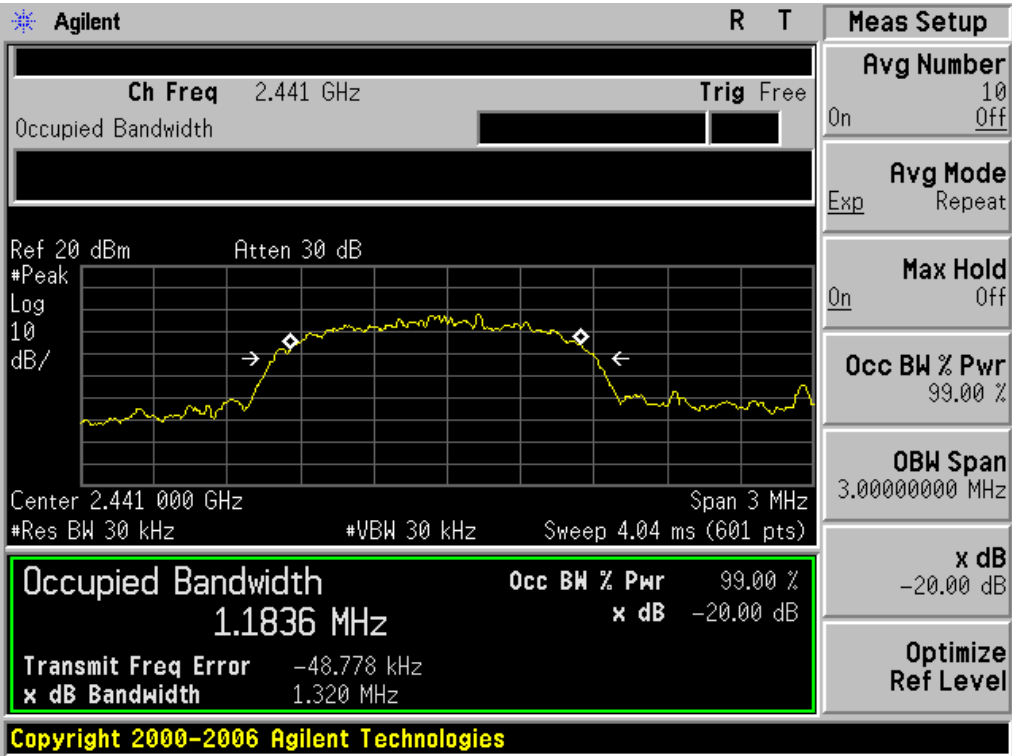 Agilent R T
Ch Freq 2.441 GHz Trig Free
Occupied Bandwidth
Ref 20 dBm Atten 30 dB
#Peak
Log
10
dB/
Center 2.441 000 GHz Span 3 MHz
#Res BW 30 kHz #VBW 30 kHz Sweep 4.04 ms (601 pts)
Occupied Bandwidth
1.1836 MHz
Occ BW % Pwr 99.00 %
x dB -20.00 dB
Transmit Freq Error -48.778 kHz
x dB Bandwidth 1.320 MHz
Copyright 2000-2006 Agilent Technologies
Meas Setup
Avg Number
10
On Off
Avg Mode
Exp Repeat
Max Hold
On Off
Occ BW % Pwr
99.00 %
OBW Span
3.00000000 MHz
x dB
-20.00 dB
Optimize
Ref Level